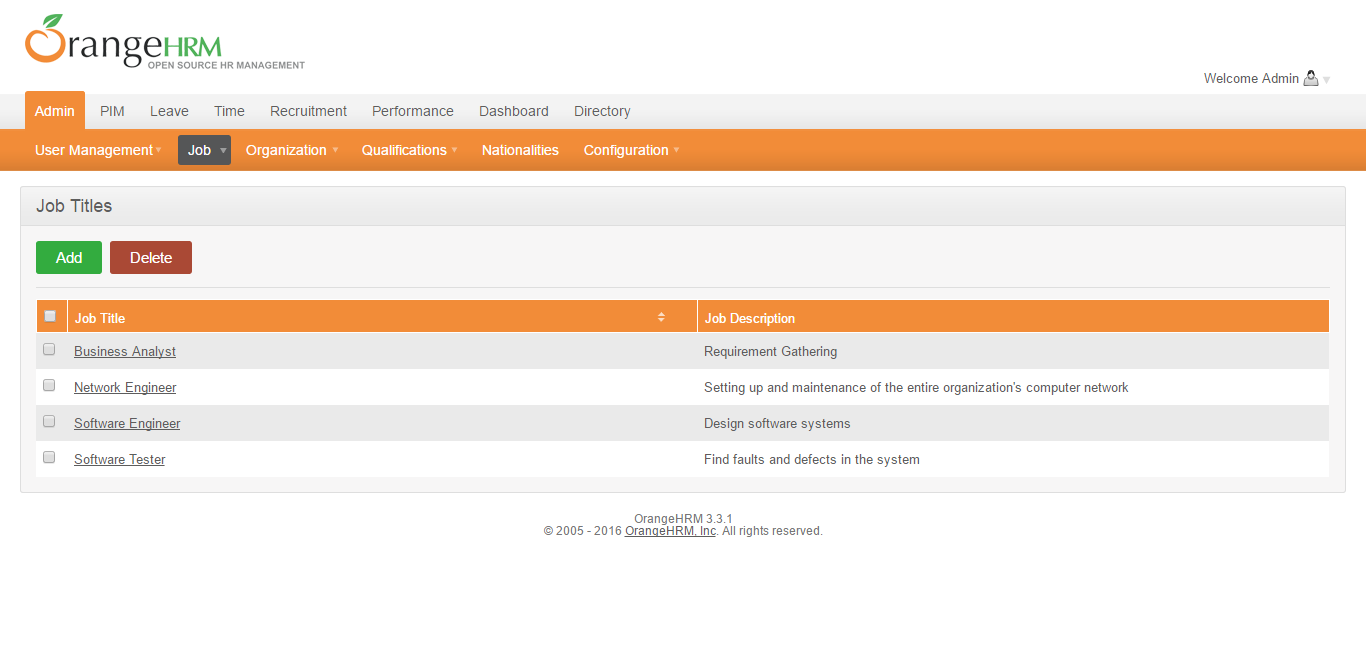 OrangeHRM
OPEN SOURCE HR MANAGEMENT
Welcome Admin
Admin PIM Leave Time Recruitment Performance Dashboard Directory
User Management Job Organization Qualifications Nationalities Configuration
Job Titles
Add Delete
Job Title Job Description
Business Analyst Requirement Gathering
Network Engineer Setting up and maintenance of the entire organization's computer network
Software Engineer Design software systems
Software Tester Find faults and defects in the system
OrangeHRM 3.3.1
© 2005 - 2016 OrangeHRM, Inc. All rights reserved.